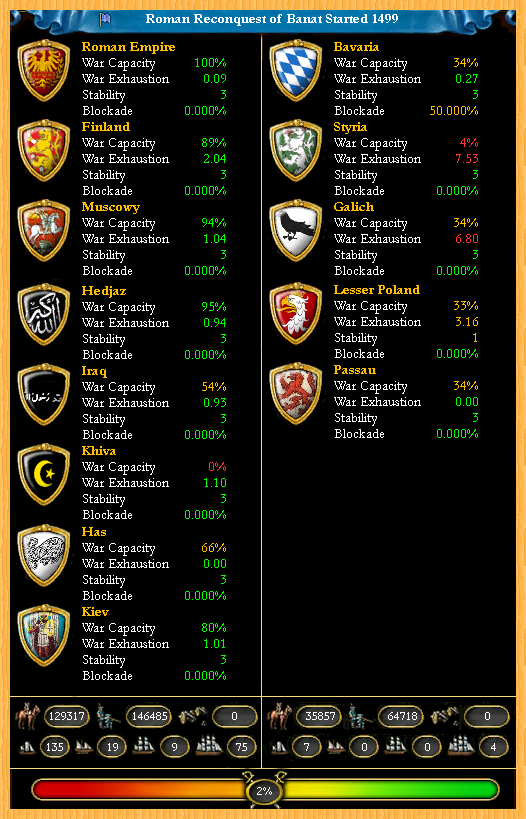 Roman Reconquest of Banat Started 1499
Roman Empire
War Capacity 100%
War Exhaustion 0.09
Stability 3
Blockade 0.000%
Finland
War Capacity 89%
War Exhaustion 2.04
Stability 3
Blockade 0.000%
Muscowy
War Capacity 94%
War Exhaustion 1.04
Stability 3
Blockade 0.000%
Hedjaz
War Capacity 95%
War Exhaustion 0.94
Stability 3
Blockade 0.000%
Iraq
War Capacity 54%
War Exhaustion 0.93
Stability 3
Blockade 0.000%
Khiva
War Capacity 0%
War Exhaustion 1.10
Stability 3
Blockade 0.000%
Has
War Capacity 66%
War Exhaustion 0.00
Stability 3
Blockade 0.000%
Kiev
War Capacity 80%
War Exhaustion 1.01
Stability 3
Blockade 0.000%
Bavaria
War Capacity 34%
War Exhaustion 0.27
Stability 3
Blockade 50.000%
Styria
War Capacity 4%
War Exhaustion 7.53
Stability 3
Blockade 0.000%
Galich
War Capacity 34%
War Exhaustion 6.80
Stability 3
Blockade 0.000%
Lesser Poland
War Capacity 33%
War Exhaustion 3.16
Stability 1
Blockade 0.000%
Passau
War Capacity 34%
War Exhaustion 0.00
Stability 3
Blockade 0.000%
129317 146485 0
135 19 9 75
35857 64718 0
7 0 0 4
2%